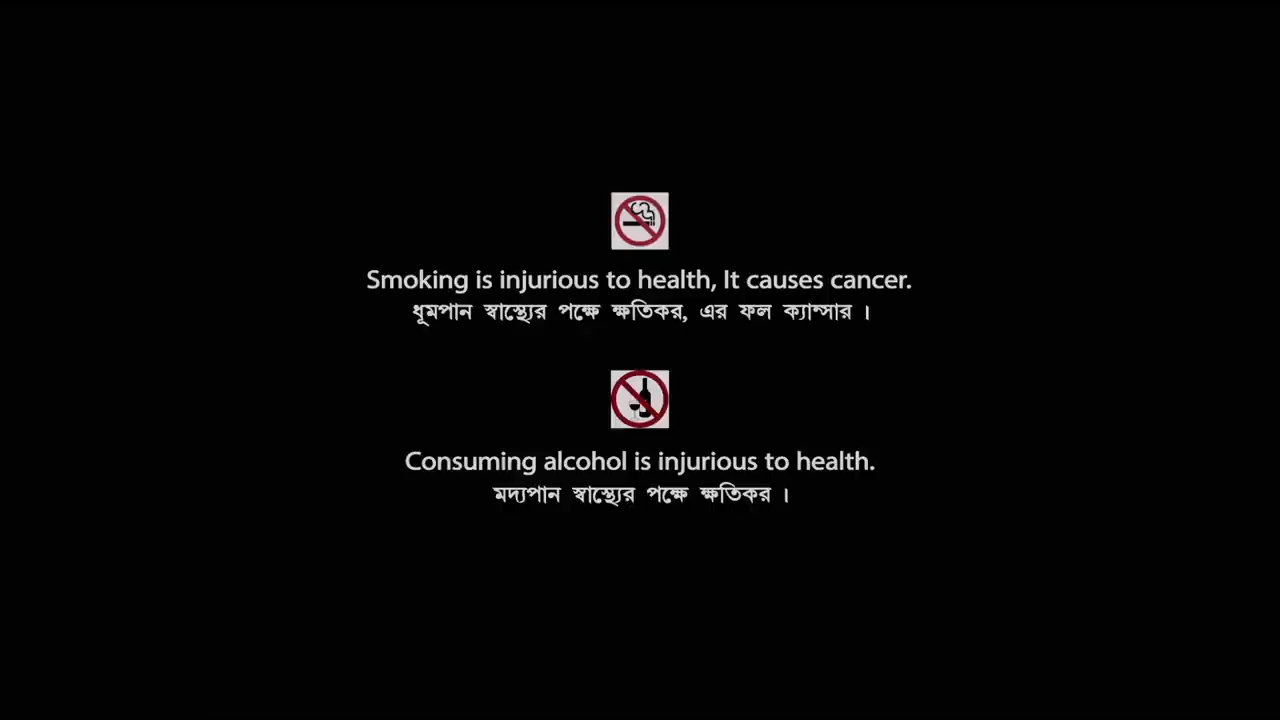 Smoking is injurious to health, It causes cancer.
ধূমপান স্বাস্থ্যের পক্ষে ক্ষতিকর, এর ফল ক্যান্সার ।
Consuming alcohol is injurious to health.
মদ্যপান স্বাস্থ্যের পক্ষে ক্ষতিকর ।